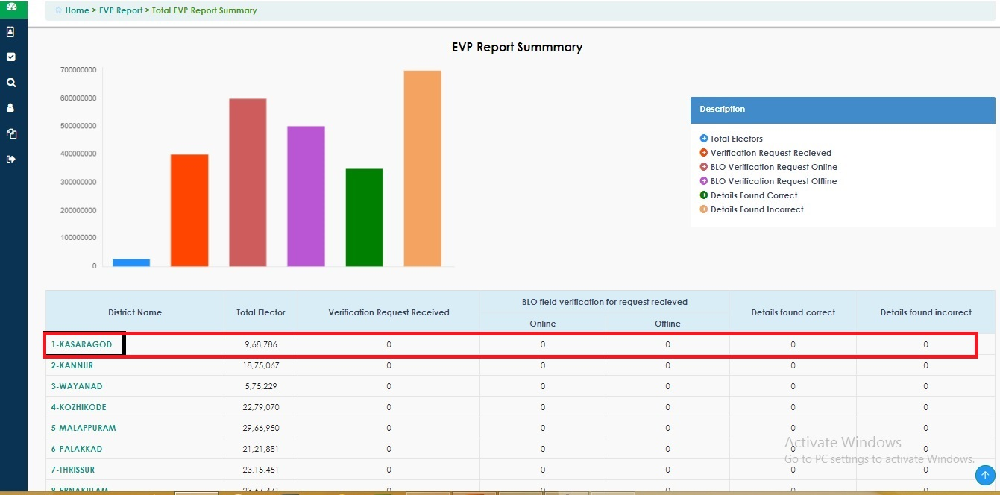 Home > EVP Report > Total EVP Report Summary
EVP Report Summmary
700000000
600000000
500000000
400000000
300000000
200000000
100000000
0
Description
Total Electors
Verification Request Recieved
BLO Verification Request Online
BLO Verification Request Offline
Details Found Correct
Details Found Incorrect
District Name Total Elector Verification Request Received BLO field verification for request recieved Details found correct Details found incorrect
Online Offline
1-KASARAGOD 9,68,786 0 0 0 0 0
2-KANNUR 18,75,067 0 0 0 0 0
3-WAYANAD 5,75,229 0 0 0 0 0
4-KOZHIKODE 22,79,070 0 0 0 0 0
5-MALAPPURAM 29,66,950 0 0 0 0 0
6-PALAKKAD 21,21,881 0 0 0 0 0
7-THRISSUR 23,15,451 0 0 0 0 0
8-ERNAKULAM 23,67,471 0 0 0 0 0
Activate Windows
Go to PC settings to activate Windows.